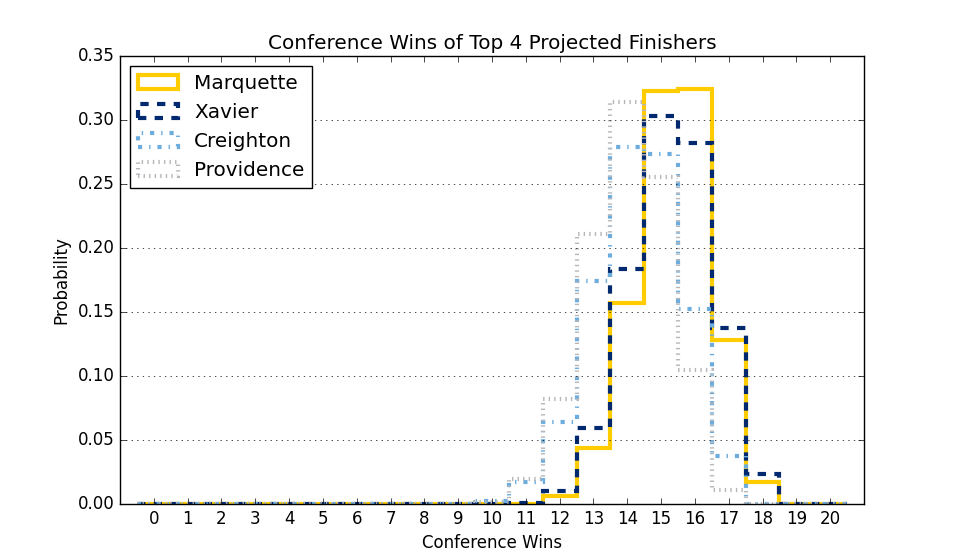 Conference Wins of Top 4 Projected Finishers
0.35
0.30
0.25
0.20
0.15
0.10
0.05
0.00
Probability
Marquette
Xavier
Creighton
Providence
0 1 2 3 4 5 6 7 8 9 10 11 12 13 14 15 16 17 18 19 20
Conference Wins